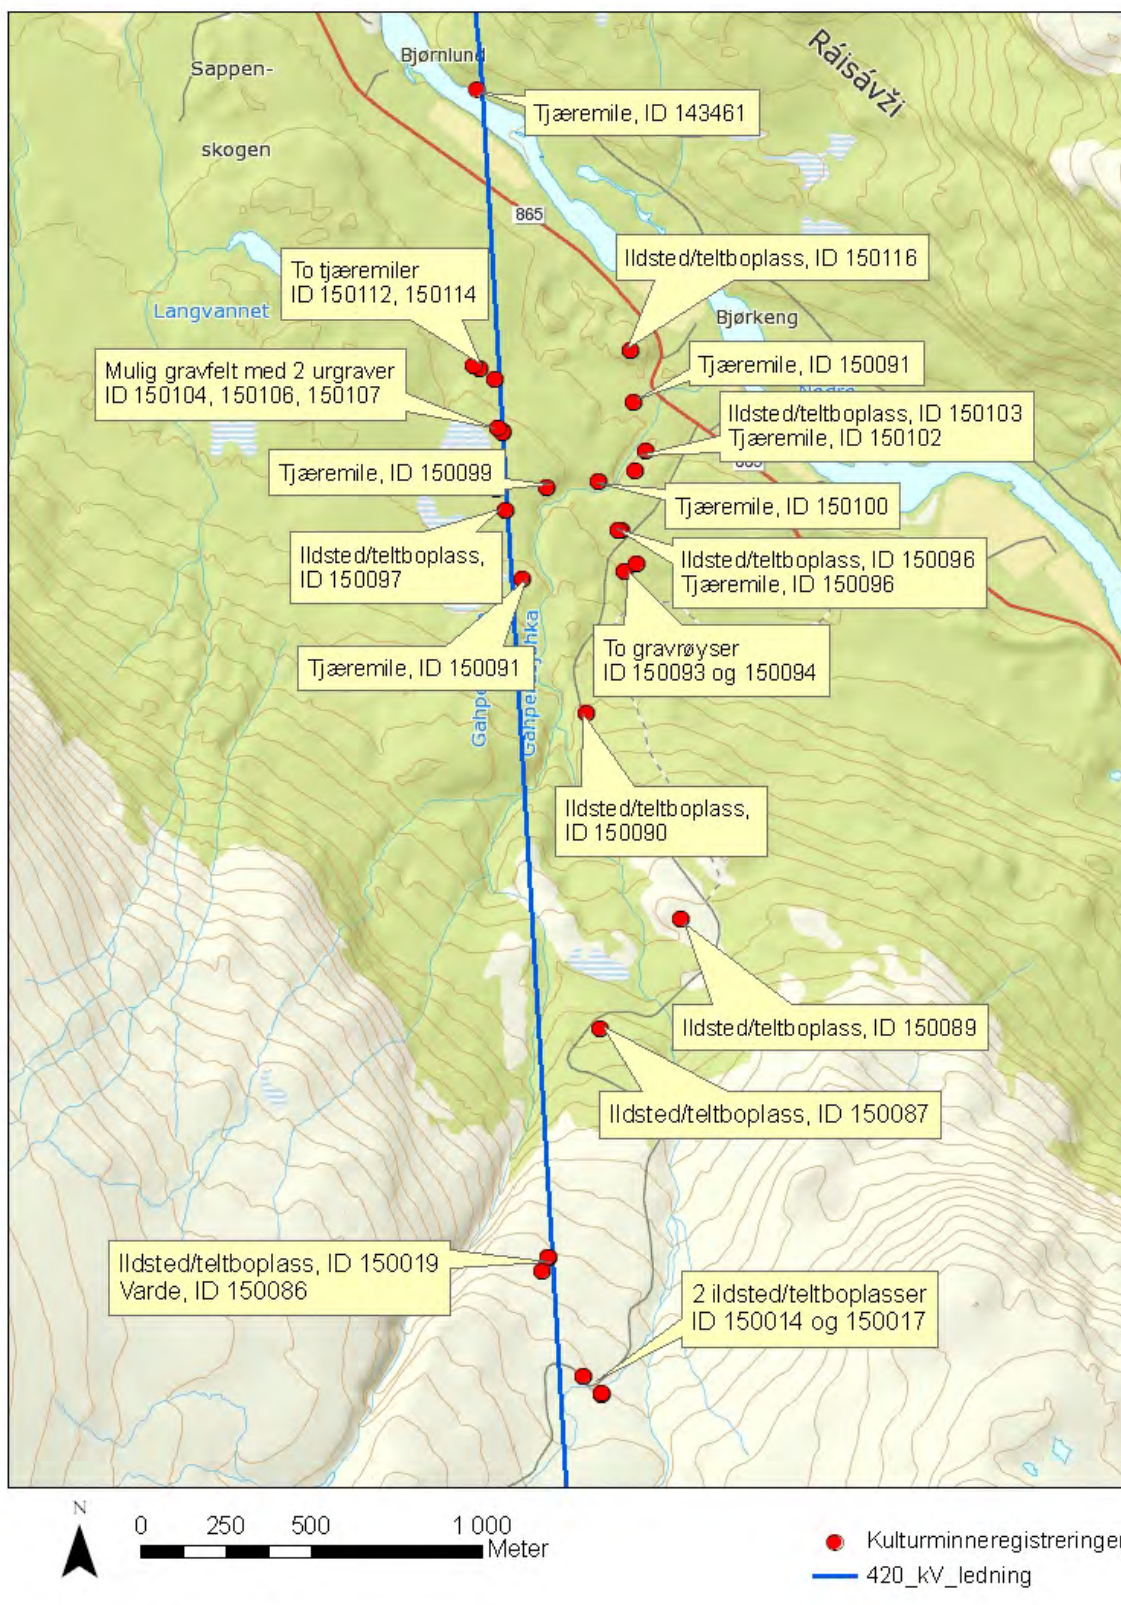 Bjørnlund
Ráisávži
Sappen-
skogen
Tjæremile, ID 143461
865
Ildsted/teltboplass, ID 150116
To tjæremiler
ID 150112, 150114
Langvannet
Bjørkeng
Mulig gravfelt med 2 urgraver
ID 150104, 150106, 150107
Tjæremile, ID 150091
Ildsted/teltboplass, ID 150103
Tjæremile, ID 150102
Tjæremile, ID 150099
Tjæremile, ID 150100
Ildsted/teltboplass,
ID 150097
Ildsted/teltboplass, ID 150096
Tjæremile, ID 150096
Tjæremile, ID 150091
To gravrøyser
ID 150093 og 150094
Ildsted/teltboplass,
ID 150090
Ildsted/teltboplass, ID 150089
Ildsted/teltboplass, ID 150087
Ildsted/teltboplass, ID 150019
Varde, ID 150086
2 ildsted/teltboplasser
ID 150014 og 150017
N
0 250 500 1 000
Meter
Kulturminneregistreringer
420_kV_ledning